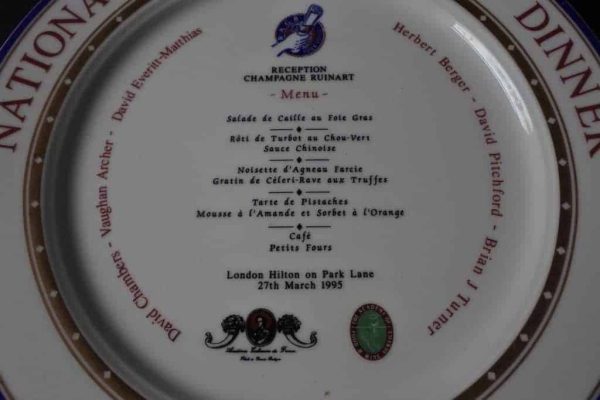 NATIONA
DINNER
David Chambers - Vaughan Archer - David Everitt-Matthias
Herbert Berger - David Pitchford - Brian J Turner
RECEPTION
CHAMPAGNE RUINART
- Menu -
Salade de Caille au Foie Gras
Rôti de Turbot au Chou-Vert
Sauce Chinoise
Noisette d'Agneau Farcie
Gratin de Céleri-Rave aux Truffes
Tarte de Pistaches
Mousse à l'Amande et Sorbet à l'Orange
Café
Petits Fours
London Hilton on Park Lane
27th March 1995